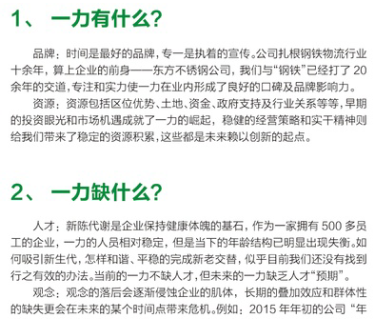 1、 一力有什么？
品牌：时间是最好的品牌，专一是执着的宣传。公司扎根钢铁物流行业
十余年，算上企业的前身——东方不锈钢公司，我们与“钢铁”已经打了 20
余年的交道，专注和实力使一力在业内形成了良好的口碑及品牌影响力。
资源：资源包括区位优势、土地、资金、政府支持及行业关系等等，早期
的投资眼光和市场机遇成就了一力的崛起，稳健的经营策略和实干精神则
给我们带来了稳定的资源积累，这些都是未来赖以创新的起点。
2、 一力缺什么？
人才：新陈代谢是企业保持健康体魄的基石，作为一家拥有 500 多员
工的企业，一力的人员相对稳定，但是当下的年龄结构已明显出现失衡。如
何吸引新生代，怎样和谐、平稳的完成新老交替，似乎目前还没有找到
行之有效的办法。当前的一力不缺人才，但未来的一力缺乏人才“预期”。
观念：观念的落后会逐渐侵蚀企业的肌体，长期的叠加效应和群体性
的缺失更会在未来的某个时间点带来危机。例如：2015 年年初的公司“年